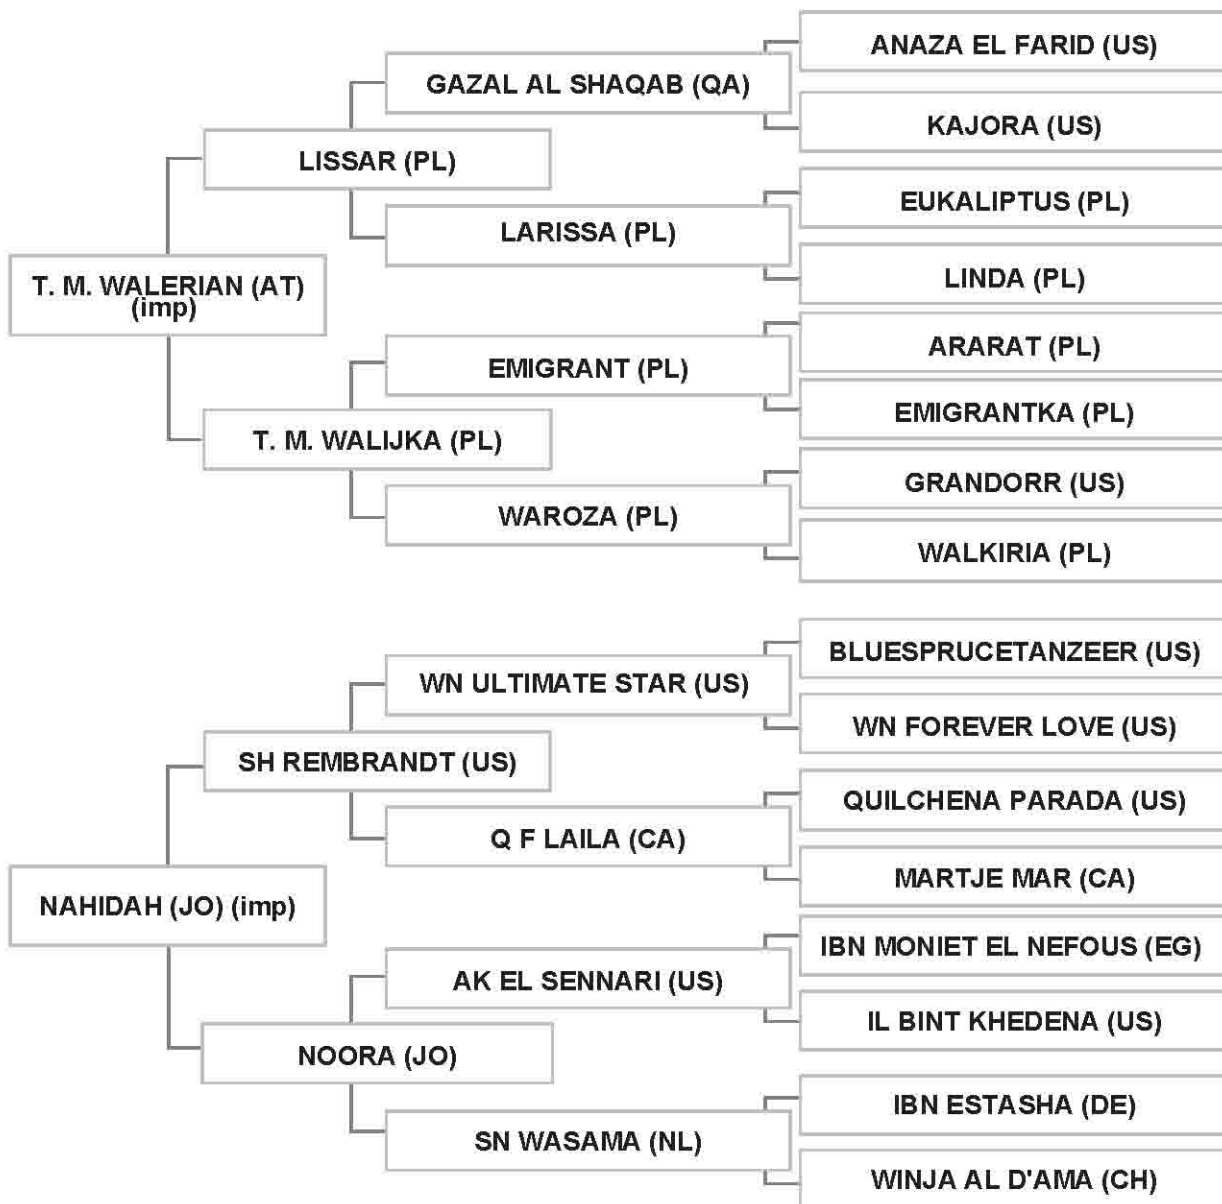 ANAZA EL FARID (US)
GAZAL AL SHAQAB (QA)
KAJORA (US)
LISSAR (PL)
EUKALIPTUS (PL)
LARISSA (PL)
LINDA (PL)
T. M. WALERIAN (AT)
(imp)
ARARAT (PL)
EMIGRANT (PL)
EMIGRANTKA (PL)
T. M. WALIJKA (PL)
GRANDORR (US)
WAROZA (PL)
WALKIRIA (PL)
BLUESPRUCETANZEER (US)
WN ULTIMATE STAR (US)
WN FOREVER LOVE (US)
SH REMBRANDT (US)
QUILCHENA PARADA (US)
Q F LAILA (CA)
MARTJE MAR (CA)
NAHIDAH (JO) (imp)
IBN MONIET EL NEFOUS (EG)
AK EL SENNARI (US)
IL BINT KHEDENA (US)
NOORA (JO)
IBN ESTASHA (DE)
SN WASAMA (NL)
WINJA AL D'AMA (CH)